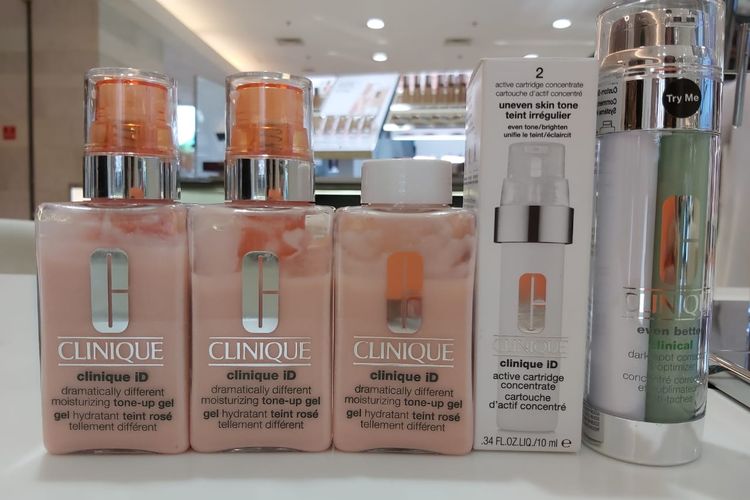 CLINIQUE
clinique iD
dramatically different
moisturizing tone-up gel
gel hydratant teint rosé
tellement différent
CLINIQUE
clinique iD
dramatically different
moisturizing tone-up gel
gel hydratant teint rosé
tellement différent
CLINIQUE
clinique iD
dramatically different
moisturizing tone-up gel
gel hydratant teint rosé
tellement différent
2
active cartridge concentrate
cartouche d'actif concentré
uneven skin tone
teint irrégulier
even tone/brighten
unifie le teint/éclaircit
clinique iD
active cartridge
concentrate
cartouche
d'actif concentré
.34 FL.OZ.LIQ./10 ml e
Try Me
CLINIQUE
even better
clinical